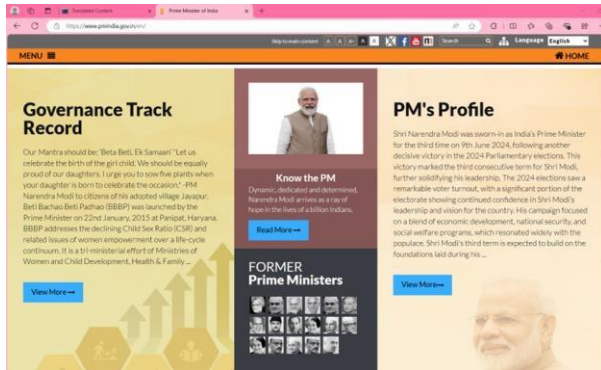 Translated Content
Prime Minister of India
https://www.pmindia.gov.in/en/
Skip to main content A A A+ A A Search Language English
MENU HOME
Governance Track
Record
Our Mantra should be: 'Beta Beti, Ek Samaan' "Let us
celebrate the birth of the girl child. We should be equally
proud of our daughters. I urge you to sow five plants when
your daughter is born to celebrate the occasion." -PM
Narendra Modi to citizens of his adopted village Jayapur.
Beti Bachao Beti Padhao (BBBP) was launched by the
Prime Minister on 22nd January, 2015 at Panipat, Haryana.
BBBP addresses the declining Child Sex Ratio (CSR) and
related issues of women empowerment over a life-cycle
continuum. It is a tri-ministerial effort of Ministries of
Women and Child Development, Health & Family ...
View More
Know the PM
Dynamic, dedicated and determined,
Narendra Modi arrives as a ray of
hope in the lives of a billion Indians.
Read More
FORMER
Prime Ministers
PM's Profile
Shri Narendra Modi was sworn-in as India's Prime Minister
for the third time on 9th June 2024, following another
decisive victory in the 2024 Parliamentary elections. This
victory marked the third consecutive term for Shri Modi,
further solidifying his leadership. The 2024 elections saw a
remarkable voter turnout, with a significant portion of the
electorate showing continued confidence in Shri Modi's
leadership and vision for the country. His campaign focused
on a blend of economic development, national security, and
social welfare programs, which resonated widely with the
populace. Shri Modi's third term is expected to build on the
foundations laid during his ...
View More